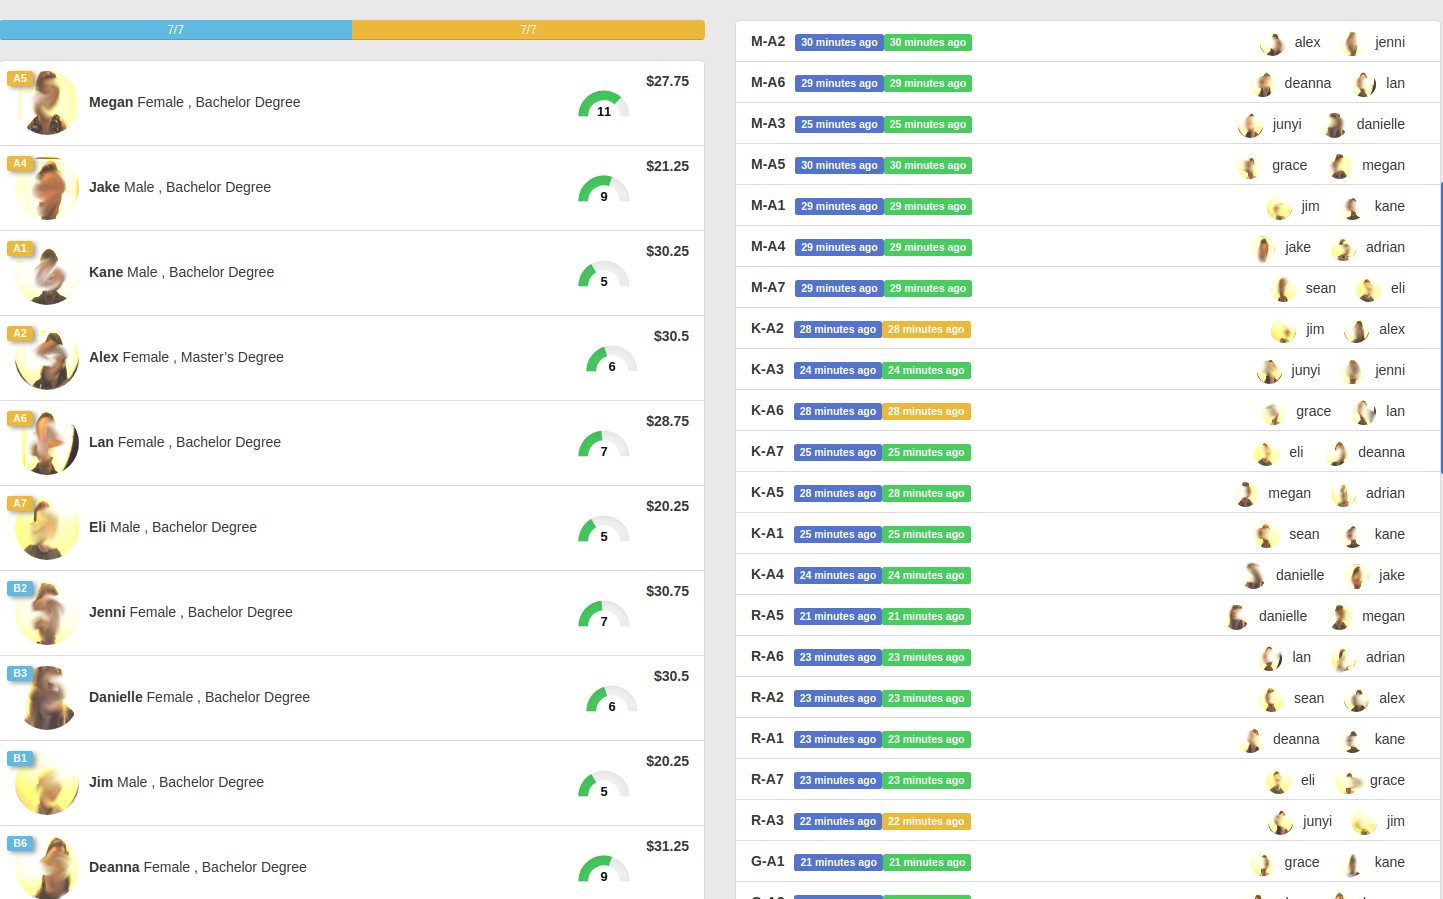 7/7 7/7
A5
$27.75
Megan Female , Bachelor Degree
11
A4
$21.25
Jake Male , Bachelor Degree
9
A1
$30.25
Kane Male , Bachelor Degree
5
A2
$30.5
Alex Female , Master's Degree
6
A6
$28.75
Lan Female , Bachelor Degree
7
A7
$20.25
Eli Male , Bachelor Degree
5
B2
$30.75
Jenni Female , Bachelor Degree
7
B3
$30.5
Danielle Female , Bachelor Degree
6
B1
$20.25
Jim Male , Bachelor Degree
5
B6
$31.25
Deanna Female , Bachelor Degree
9
M-A2 30 minutes ago 30 minutes ago alex jenni
M-A6 29 minutes ago 29 minutes ago deanna lan
M-A3 25 minutes ago 25 minutes ago junyi danielle
M-A5 30 minutes ago 30 minutes ago grace megan
M-A1 29 minutes ago 29 minutes ago jim kane
M-A4 29 minutes ago 29 minutes ago jake adrian
M-A7 29 minutes ago 29 minutes ago sean eli
K-A2 28 minutes ago 28 minutes ago jim alex
K-A3 24 minutes ago 24 minutes ago junyi jenni
K-A6 28 minutes ago 28 minutes ago grace lan
K-A7 25 minutes ago 25 minutes ago eli deanna
K-A5 28 minutes ago 28 minutes ago megan adrian
K-A1 25 minutes ago 25 minutes ago sean kane
K-A4 24 minutes ago 24 minutes ago danielle jake
R-A5 21 minutes ago 21 minutes ago danielle megan
R-A6 23 minutes ago 23 minutes ago lan adrian
R-A2 23 minutes ago 23 minutes ago sean alex
R-A1 23 minutes ago 23 minutes ago deanna kane
R-A7 23 minutes ago 23 minutes ago eli grace
R-A3 22 minutes ago 22 minutes ago junyi jim
G-A1 21 minutes ago 21 minutes ago grace kane